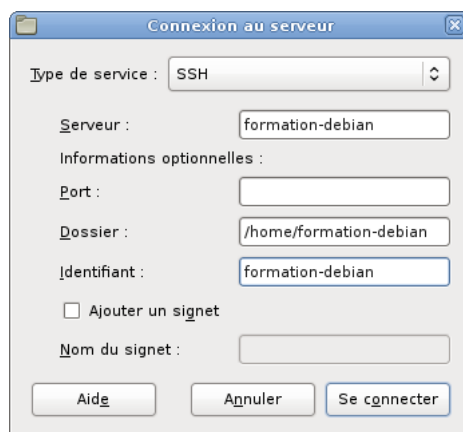 Connexion au serveur
Type de service : SSH
Serveur : formation-debian
Informations optionnelles :
Port :
Dossier : /home/formation-debian
Identifiant : formation-debian
Ajouter un signet
Nom du signet :
Aide Annuler Se connecter